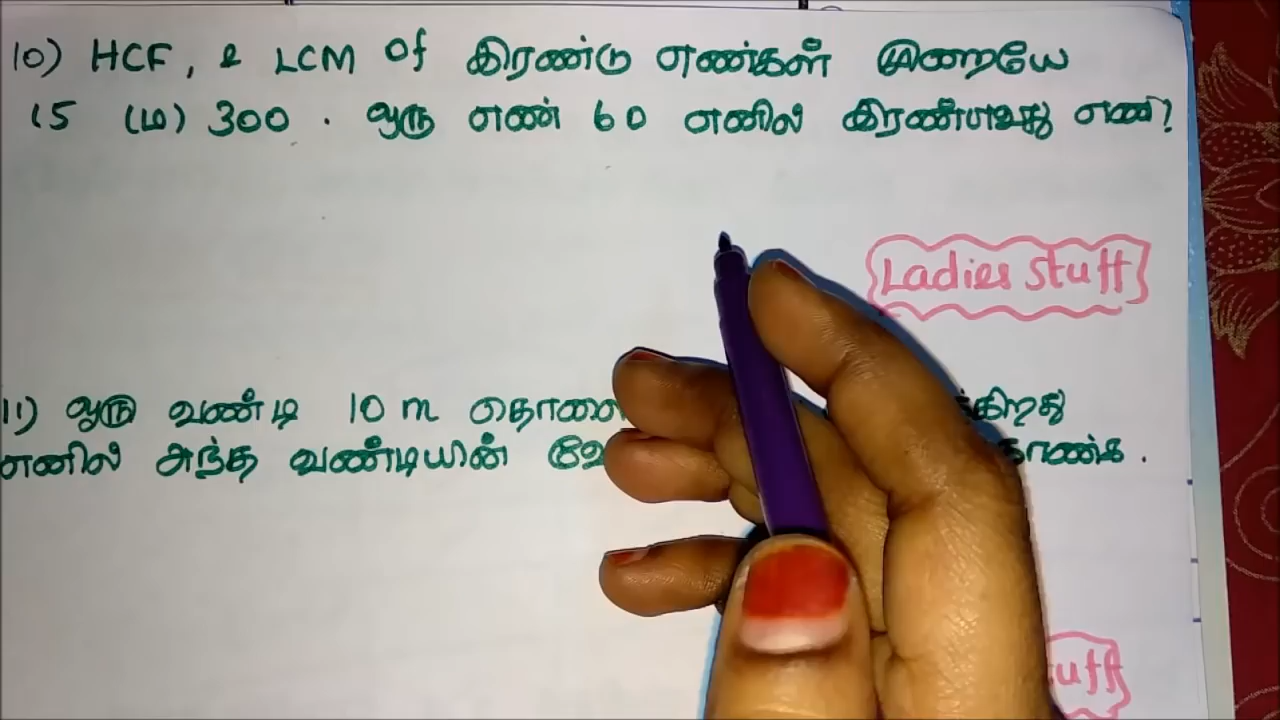 10) HCF, & LCM Of இரண்டு எண்கள் முறையே
15 (ம) 300 . ஒரு எண் 60 எனில் இரண்டாவது எண்?
Ladies Stuff
11) ஒரு வண்டி 10 m
எனில் அந்த வண்டியின் காண்க .